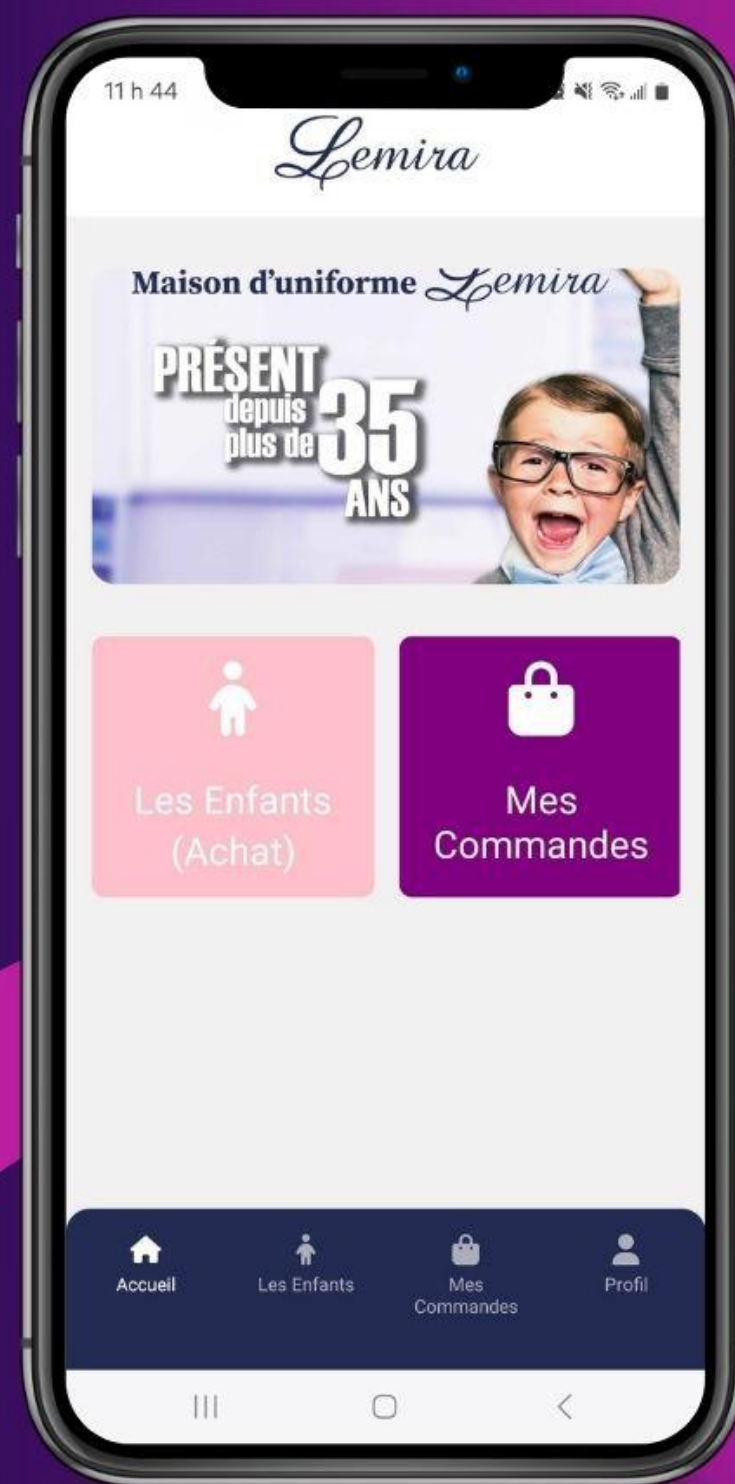 11 h 44
Lemira
Maison d'uniforme Lemira
PRÉSENT
depuis
plus de 35
ANS
Les Enfants
(Achat)
Mes
Commandes
Accueil
Les Enfants
Mes
Commandes
Profil